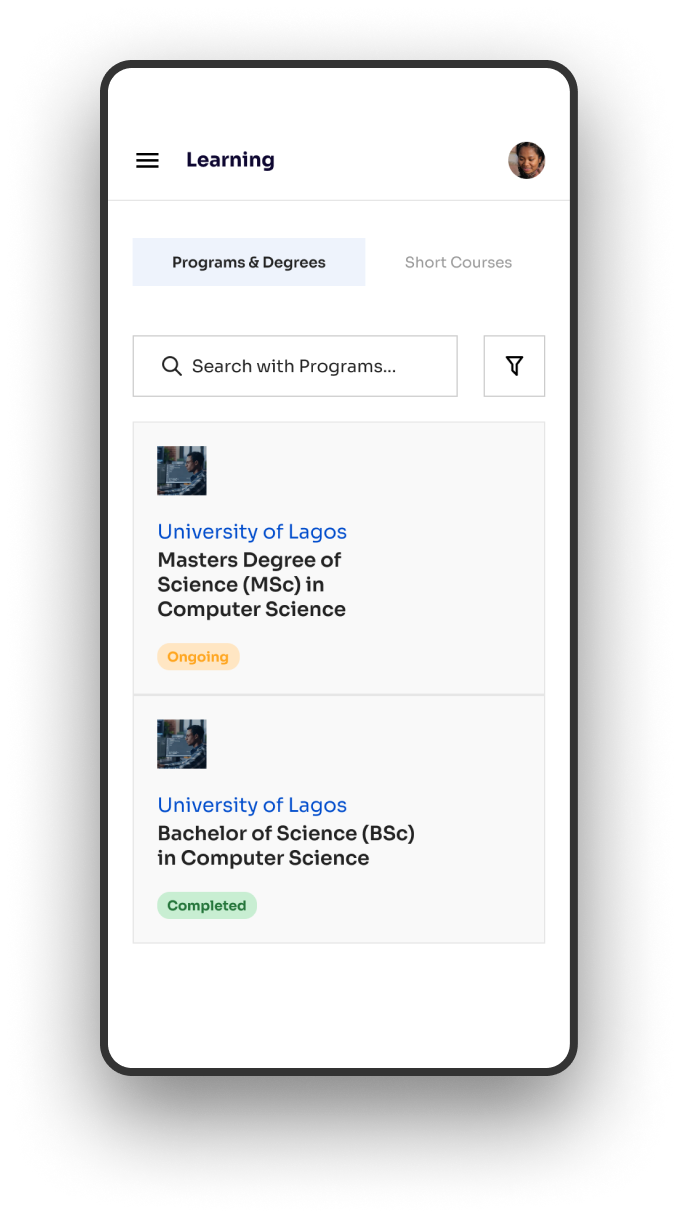 Learning
Programs & Degrees
Short Courses
Search with Programs...
University of Lagos
Masters Degree of
Science (MSc) in
Computer Science
Ongoing
University of Lagos
Bachelor of Science (BSc)
in Computer Science
Completed